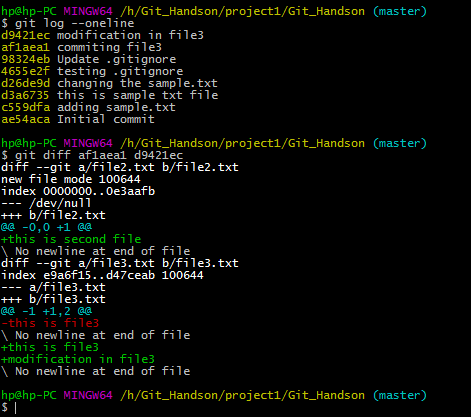 hp@hp-PC MINGW64 /h/Git_Handson/project1/Git_Handson (master)
$ git log --oneline
d9421ec modification in file3
af1aea1 commiting file3
98324eb Update .gitignore
4655e2f testing .gitignore
d26de9d changing the sample.txt
d3a6735 this is sample txt file
c559dfa adding sample.txt
ae54aca Initial commit
hp@hp-PC MINGW64 /h/Git_Handson/project1/Git_Handson (master)
$ git diff af1aea1 d9421ec
diff --git a/file2.txt b/file2.txt
new file mode 100644
index 0000000..0e3aafb
--- /dev/null
+++ b/file2.txt
@@ -0,0 +1 @@
+this is second file
\ No newline at end of file
diff --git a/file3.txt b/file3.txt
index e9a6f15..d47ceab 100644
--- a/file3.txt
+++ b/file3.txt
@@ -1 +1,2 @@
-this is file3
\ No newline at end of file
+this is file3
+modification in file3
\ No newline at end of file
hp@hp-PC MINGW64 /h/Git_Handson/project1/Git_Handson (master)
$